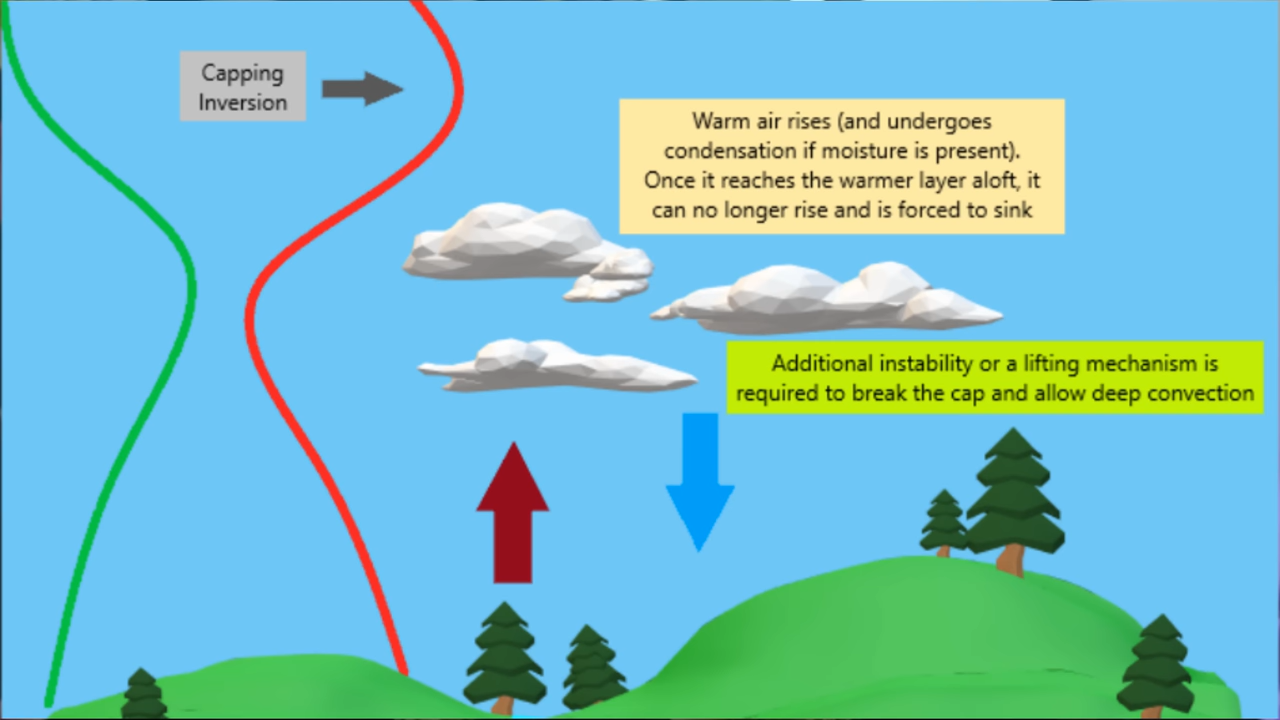 Capping
Inversion
Warm air rises (and undergoes
condensation if moisture is present).
Once it reaches the warmer layer aloft, it
can no longer rise and is forced to sink
Additional instability or a lifting mechanism is
required to break the cap and allow deep convection